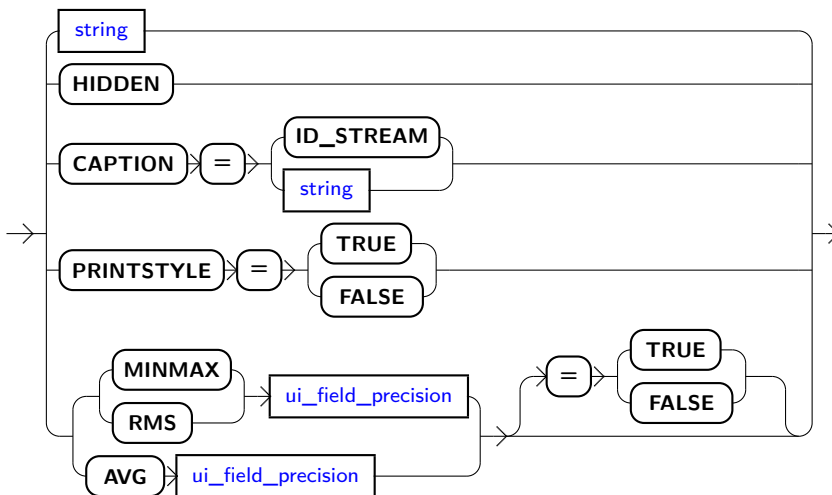 string
HIDDEN
CAPTION = ID_STREAM
string
PRINTSTYLE = TRUE
FALSE
MINMAX ui_field_precision = TRUE
RMS FALSE
AVG ui_field_precision